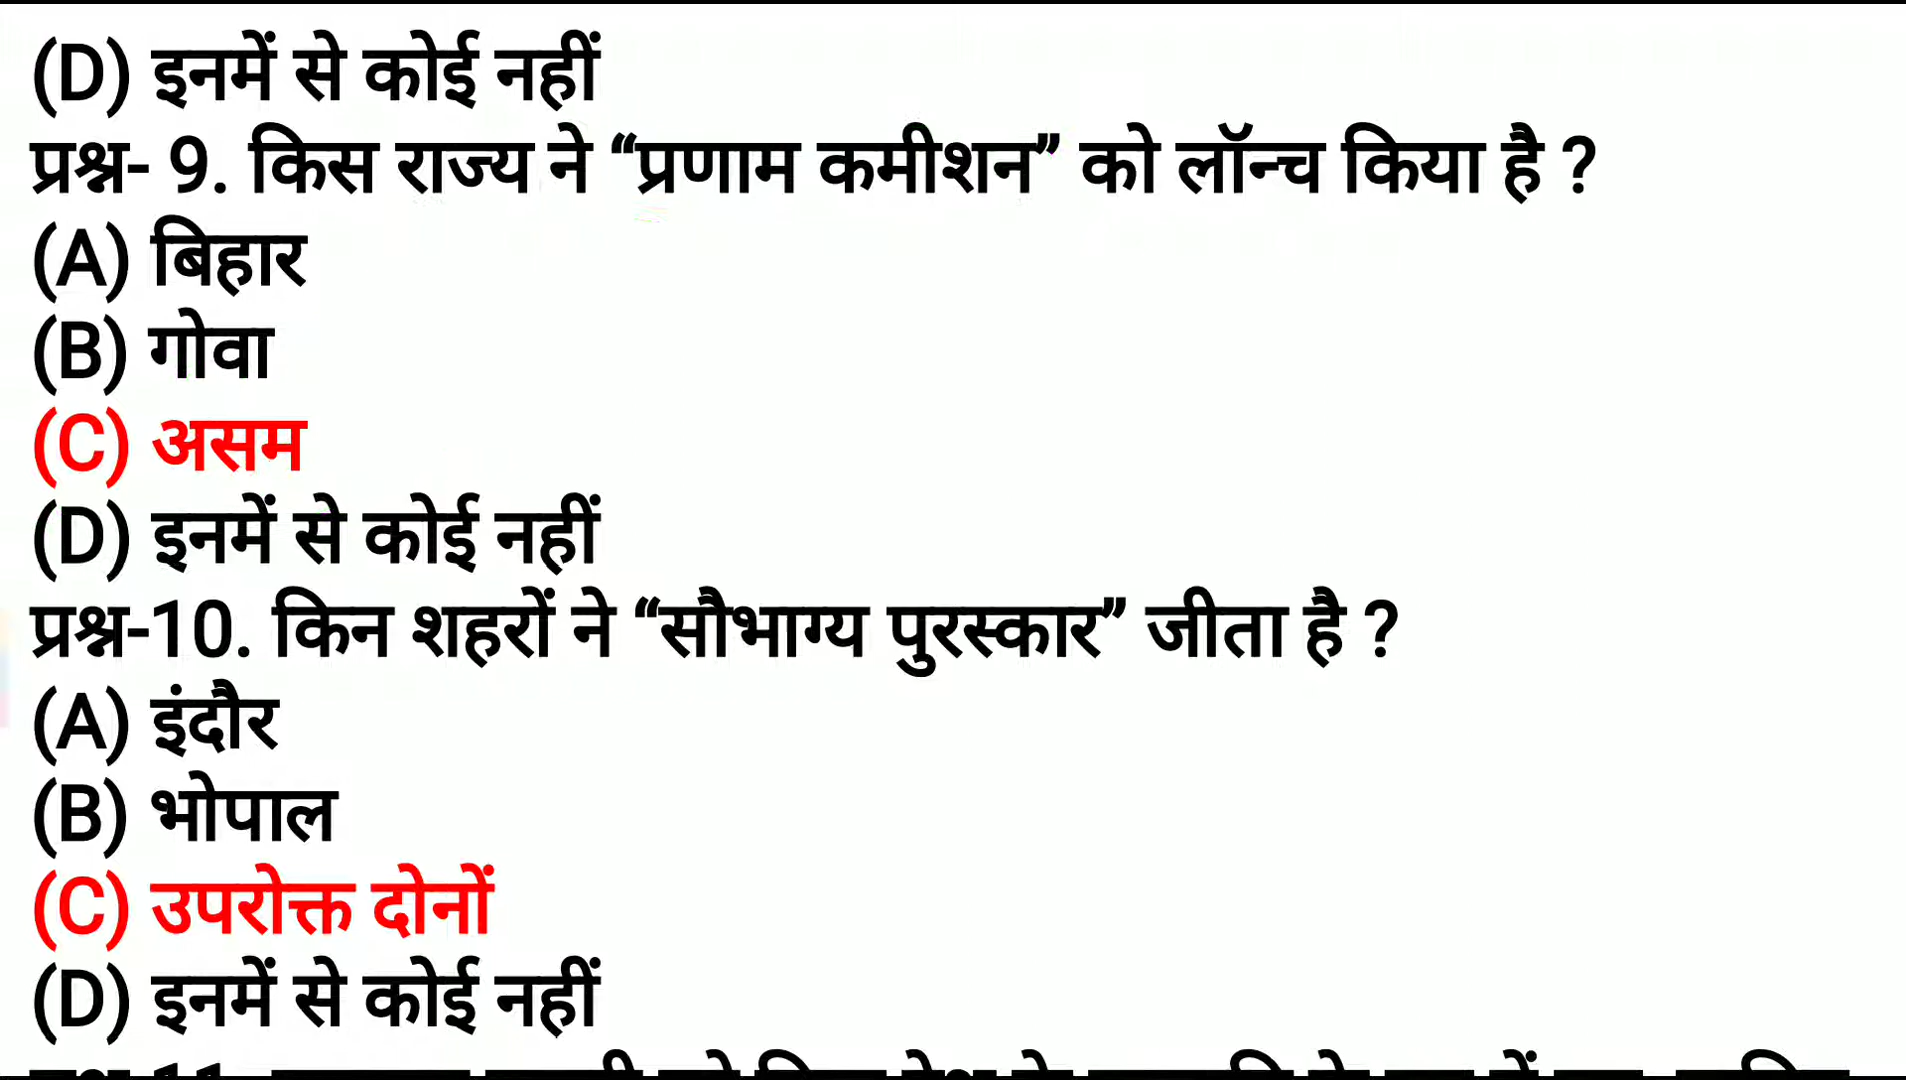 (D) इनमें से कोई नहीं
प्रश्न- 9. किस राज्य ने “प्रणाम कमीशन” को लॉन्च किया है ?
(A) बिहार
(B) गोवा
(C) असम
(D) इनमें से कोई नहीं
प्रश्न-10. किन शहरों ने “सौभाग्य पुरस्कार” जीता है ?
(A) इंदौर
(B) भोपाल
(C) उपरोक्त दोनों
(D) इनमें से कोई नहीं